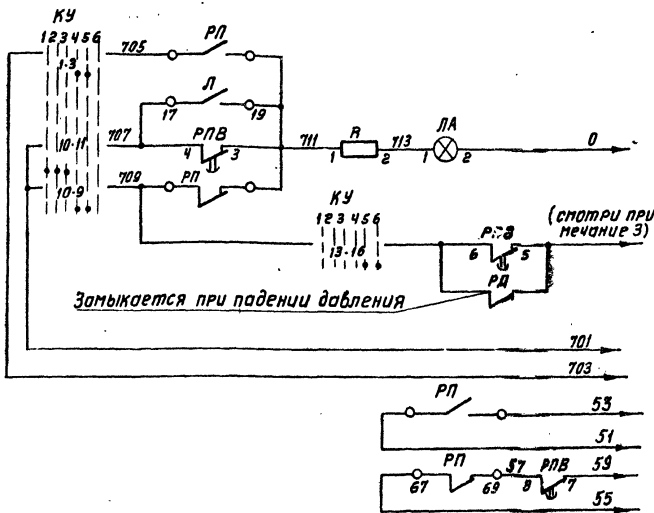 КУ
1 2 3 4 5 6
705
РП
1-3
Л
17
19
707
10-11
РПВ
4
3
711
R
1
2
713
ЛА
1
2
0
10-9
709
РП
КУ
1 2 3 4 5 6
13-16
РПВ
6
5
(смотри при-
мечание 3)
РД
Замыкается при падении давления
701
703
РП
53
51
РП
67
69
57
РПВ
8
7
59
55